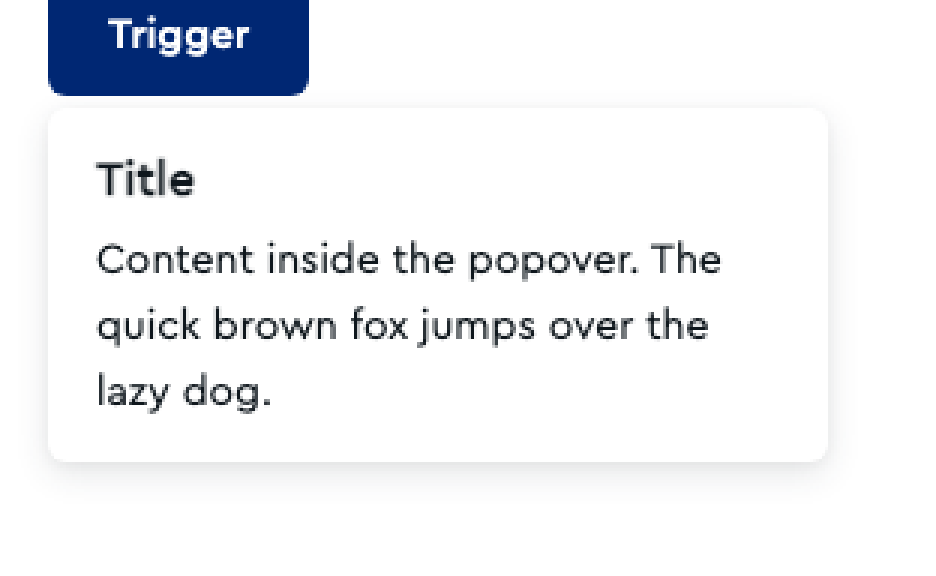 Trigger
Title
Content inside the popover. The
quick brown fox jumps over the
lazy dog.